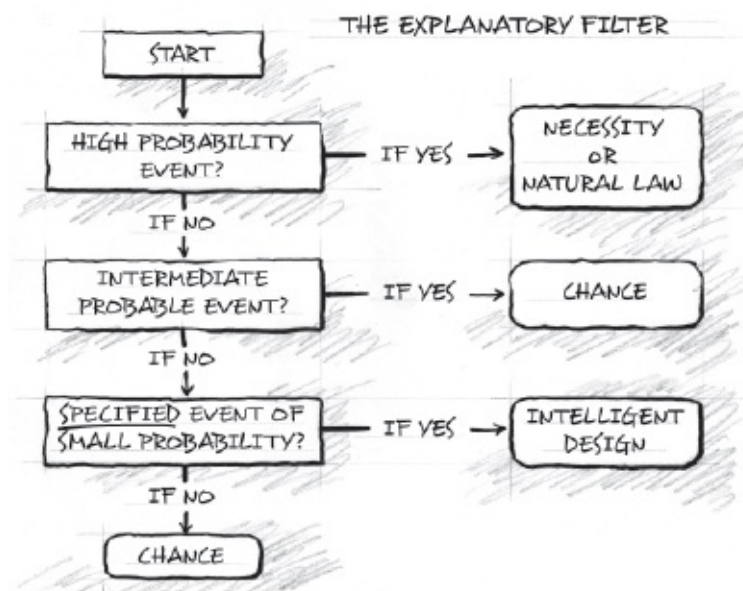 THE EXPLANATORY FILTER
START
HIGH PROBABILITY
EVENT?
IF YES
NECESSITY
OR
NATURAL LAW
IF NO
INTERMEDIATE
PROBABLE EVENT?
IF YES
CHANCE
IF NO
SPECIFIED EVENT OF
SMALL PROBABILITY?
IF YES
INTELLIGENT
DESIGN
IF NO
CHANCE